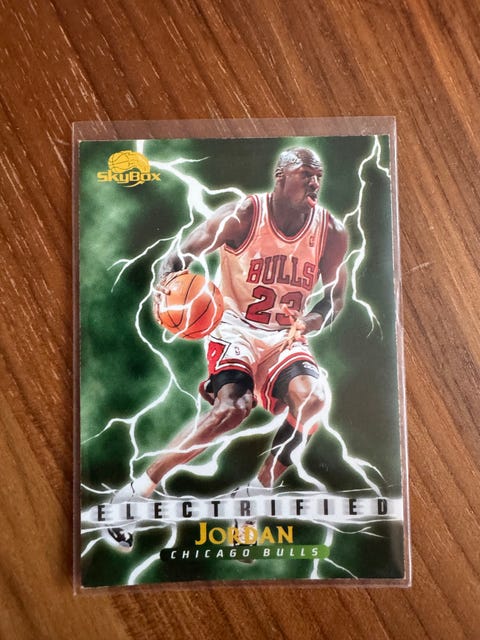 SKYBOX
BULLS
23
ELECTRIFIED
JORDAN
CHICAGO BULLS